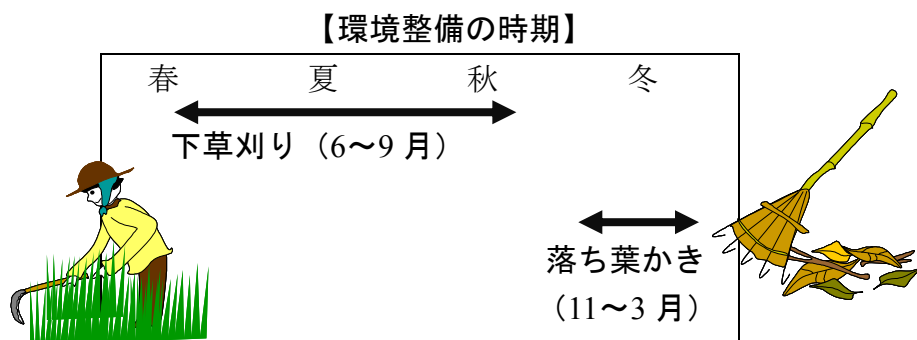 【環境整備の時期】
春 夏 秋 冬
下草刈り（6〜9 月）
落ち葉かき
（11〜3 月）